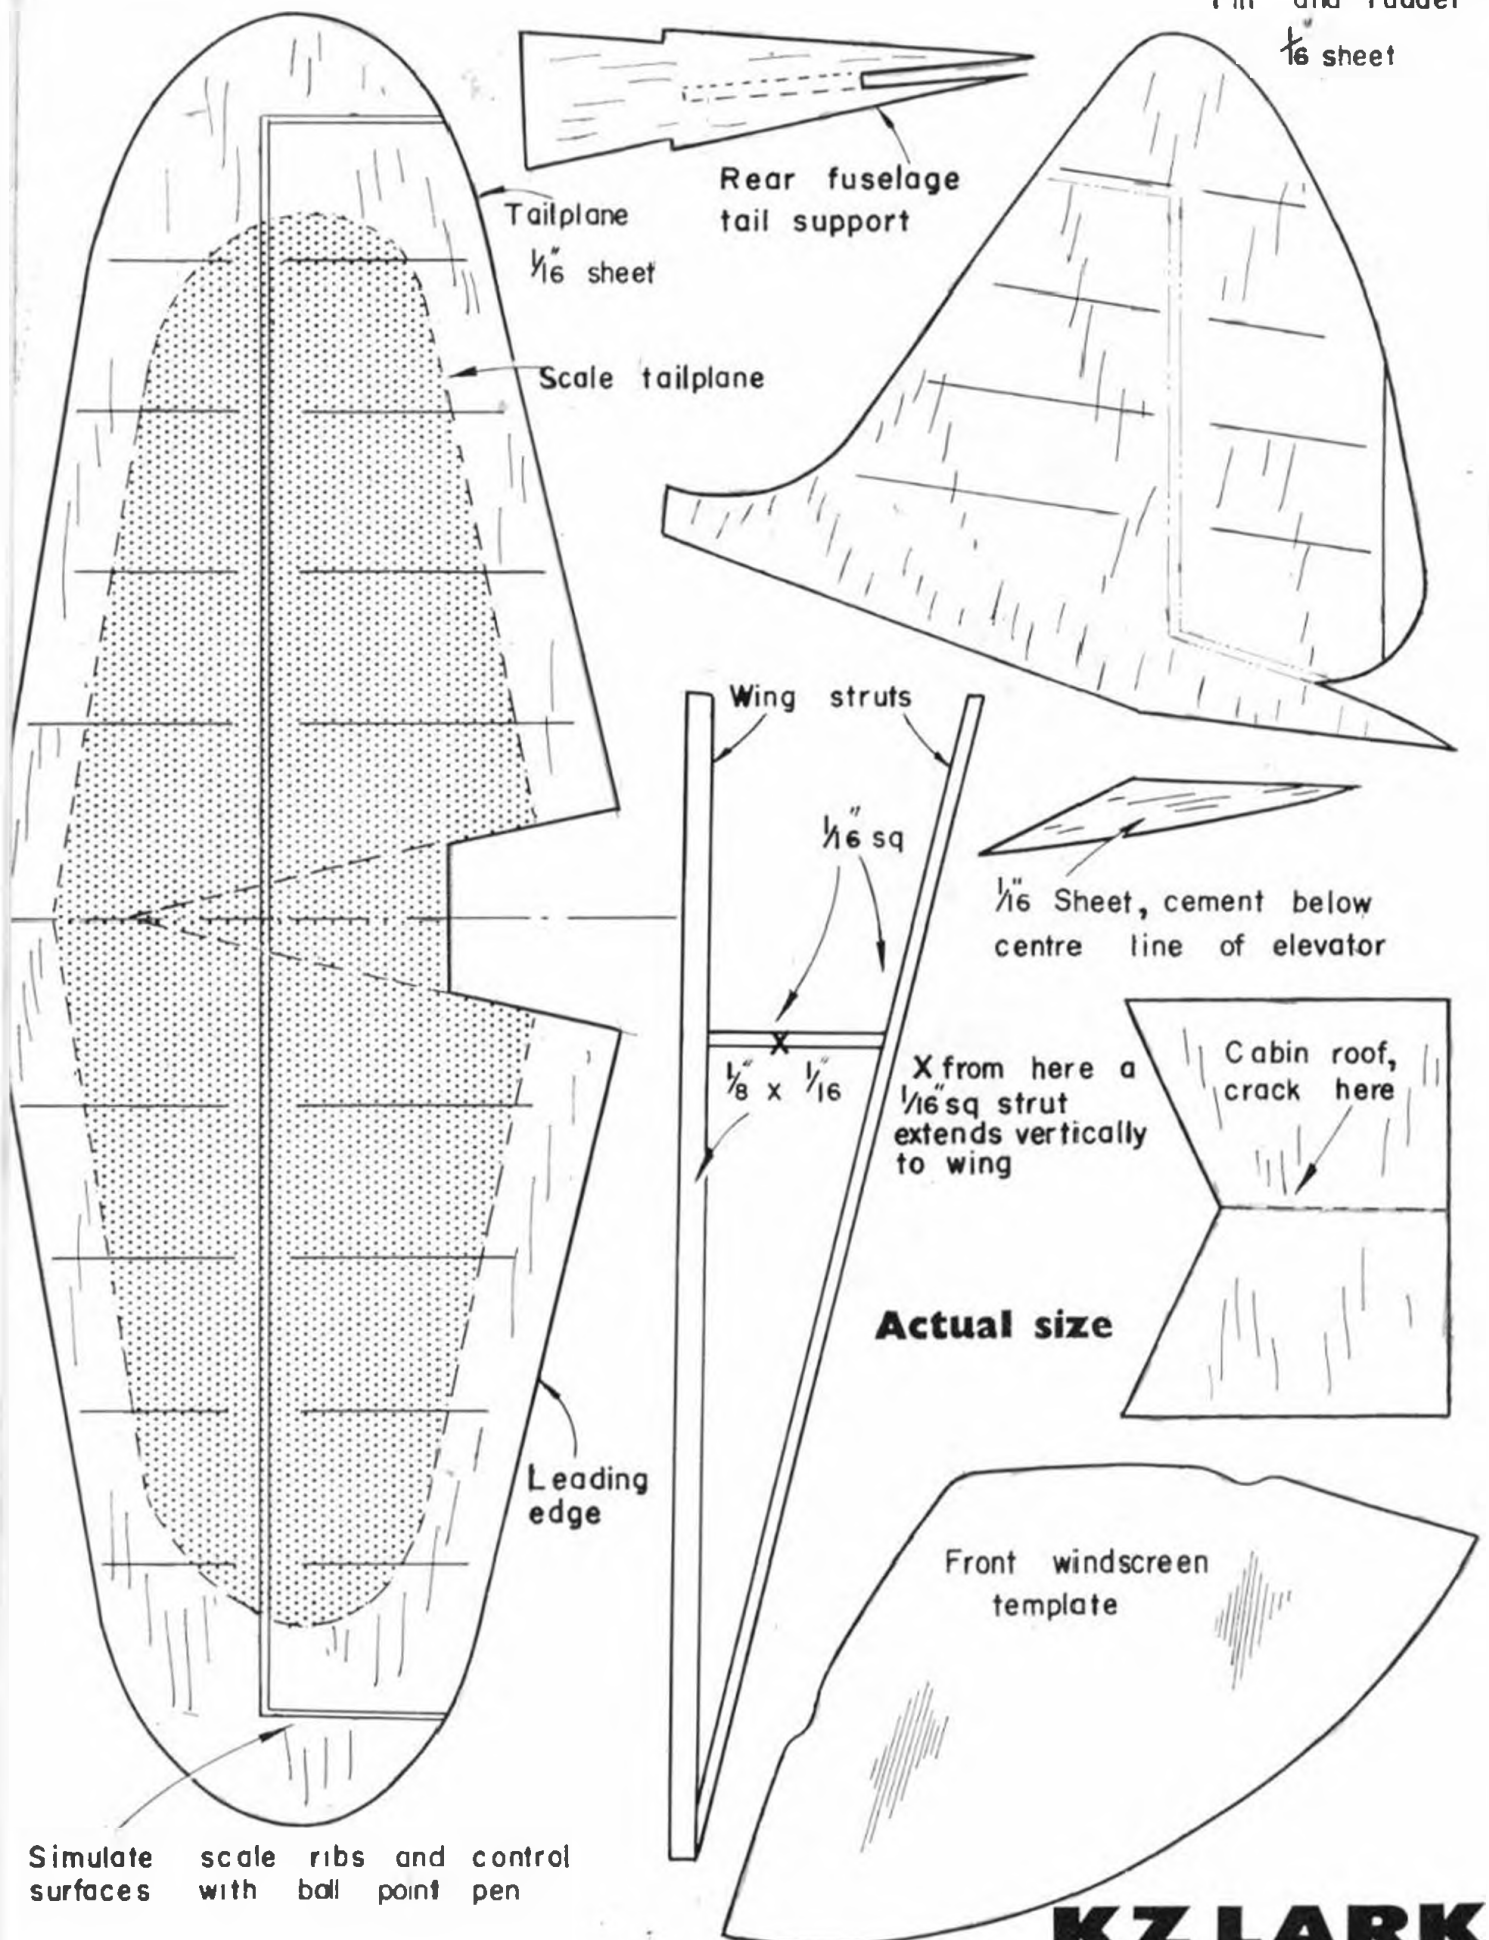 Fin and rudder
1/16" sheet
Rear fuselage
tail support
Tailplane
1/16" sheet
Scale tailplane
Wing struts
1/16" sq
1/16" Sheet, cement below
centre line of elevator
1/8" x 1/16"
X
X from here a
1/16" sq strut
extends vertically
to wing
Cabin roof,
crack here
Actual size
Leading
edge
Front windscreen
template
Simulate scale ribs and control
surfaces with ball point pen
KZ LARK